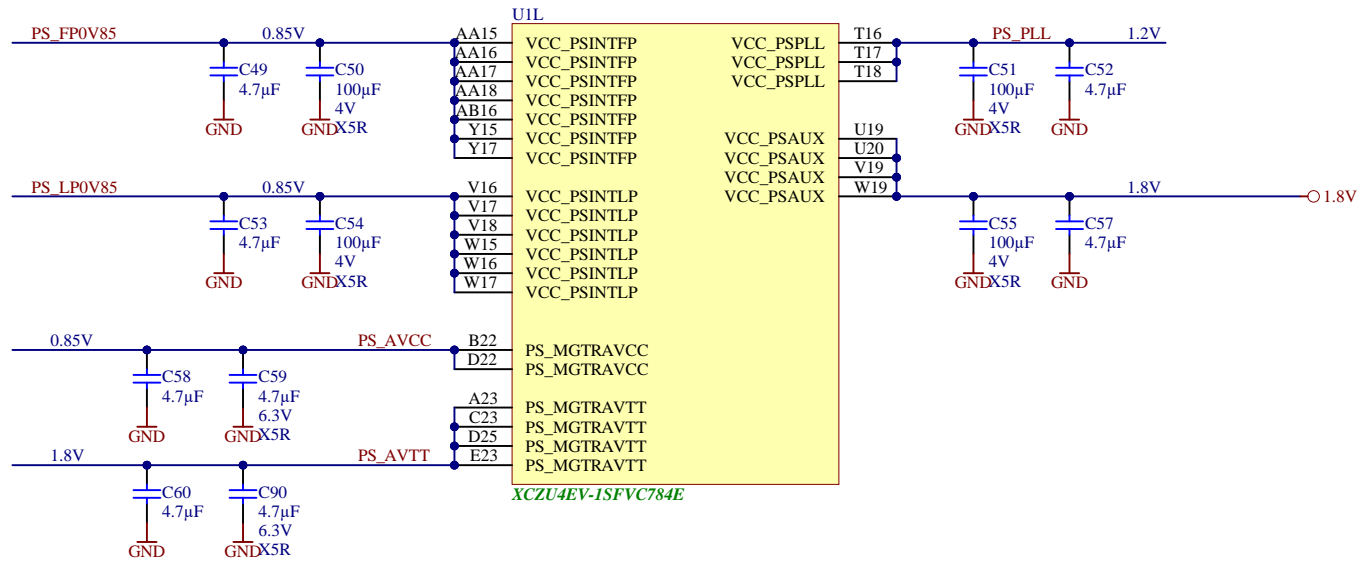 U1L
PS_FP0V85
0.85V
C49
4.7µF
GND
C50
100µF
4V
X5R
GND
AA15
AA16
AA17
AA18
AB16
Y15
Y17
VCC_PSINTFP
VCC_PSINTFP
VCC_PSINTFP
VCC_PSINTFP
VCC_PSINTFP
VCC_PSINTFP
VCC_PSINTFP
VCC_PSPLL
VCC_PSPLL
VCC_PSPLL
T16
T17
T18
PS_PLL
1.2V
C51
100µF
4V
X5R
GND
C52
4.7µF
GND
PS_LP0V85
0.85V
C53
4.7µF
GND
C54
100µF
4V
X5R
GND
V16
V17
V18
W15
W16
W17
VCC_PSINTLP
VCC_PSINTLP
VCC_PSINTLP
VCC_PSINTLP
VCC_PSINTLP
VCC_PSINTLP
VCC_PSAUX
VCC_PSAUX
VCC_PSAUX
VCC_PSAUX
U19
U20
V19
W19
1.8V
1.8V
C55
100µF
4V
X5R
GND
C57
4.7µF
GND
0.85V
PS_AVCC
C58
4.7µF
GND
C59
4.7µF
6.3V
X5R
GND
B22
D22
PS_MGTRAVCC
PS_MGTRAVCC
A23
C23
D25
E23
PS_MGTRAVTT
PS_MGTRAVTT
PS_MGTRAVTT
PS_MGTRAVTT
1.8V
PS_AVTT
C60
4.7µF
GND
C90
4.7µF
6.3V
X5R
GND
XCZU4EV-1SFVC784E